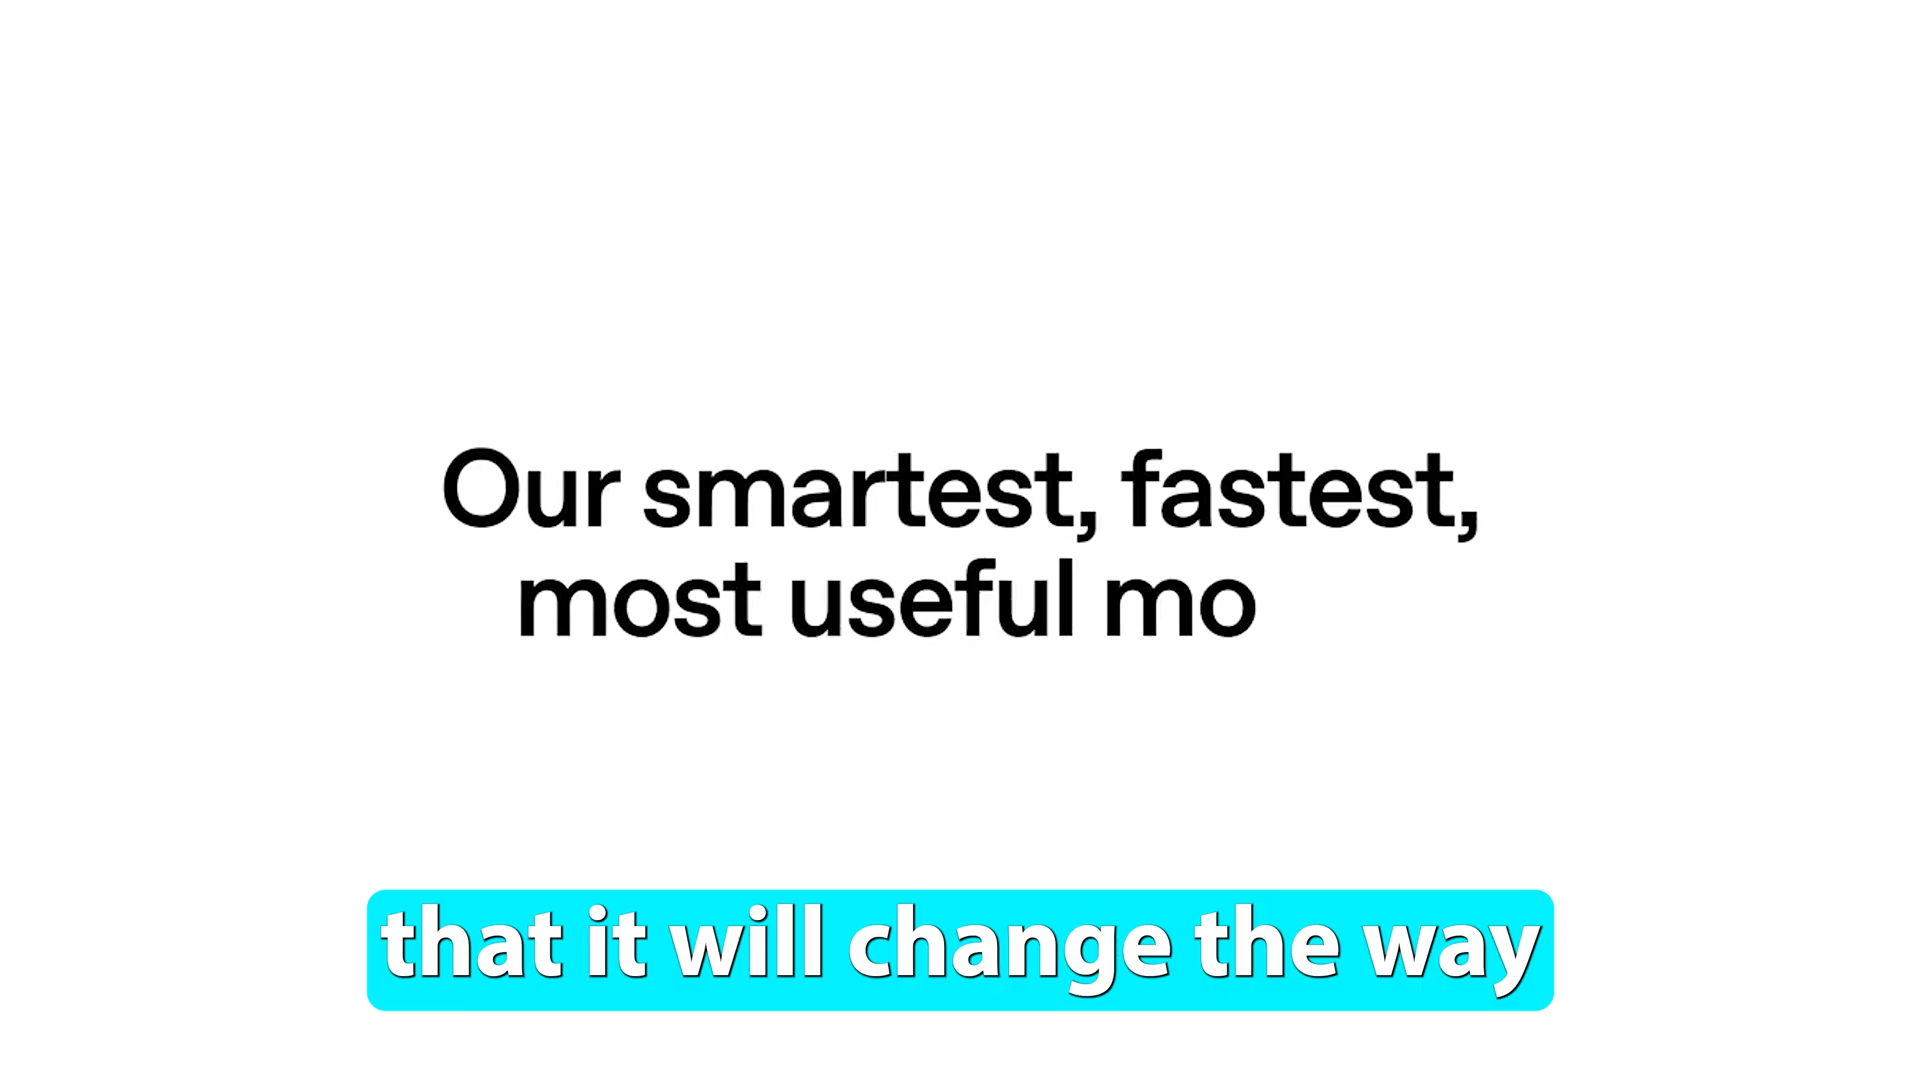 Our smartest, fastest,
most useful mo
that it will change the way